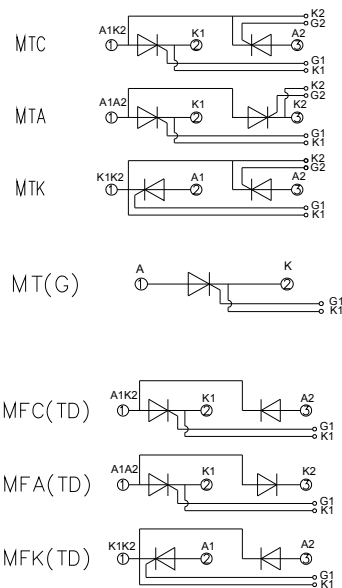 MTC
A1K2 K1 A2 K2
G2
1 2 3
G1
K1
MTA
A1A2 K1 K2 K2
G2
1 2 3
G1
K1
MTK
K1K2 A1 A2 K2
G2
1 2 3
G1
K1
MT(G)
A K
1 2
G1
K1
MFC(TD)
A1K2 K1 A2
1 2 3
G1
K1
MFA(TD)
A1A2 K1 K2
1 2 3
G1
K1
MFK(TD)
K1K2 A1 A2
1 2 3
G1
K1